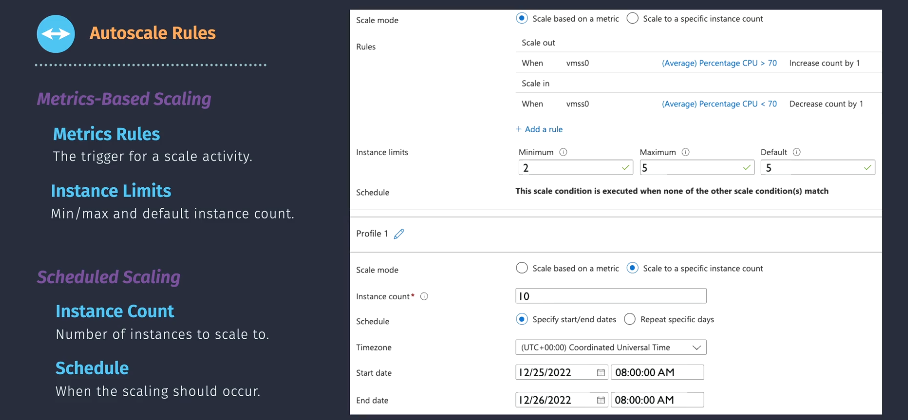 Autoscale Rules
Metrics-Based Scaling
Metrics Rules
The trigger for a scale activity.
Instance Limits
Min/max and default instance count.
Scheduled Scaling
Instance Count
Number of instances to scale to.
Schedule
When the scaling should occur.
Scale mode Scale based on a metric Scale to a specific instance count
Rules
Scale out
When vmss0 (Average) Percentage CPU > 70 Increase count by 1
Scale in
When vmss0 (Average) Percentage CPU < 70 Decrease count by 1
+ Add a rule
Instance limits Minimum Maximum Default
2 5 5
Schedule This scale condition is executed when none of the other scale condition(s) match
Profile 1
Scale mode Scale based on a metric Scale to a specific instance count
Instance count* 10
Schedule Specify start/end dates Repeat specific days
Timezone (UTC+00:00) Coordinated Universal Time
Start date 12/25/2022 08:00:00 AM
End date 12/26/2022 08:00:00 AM